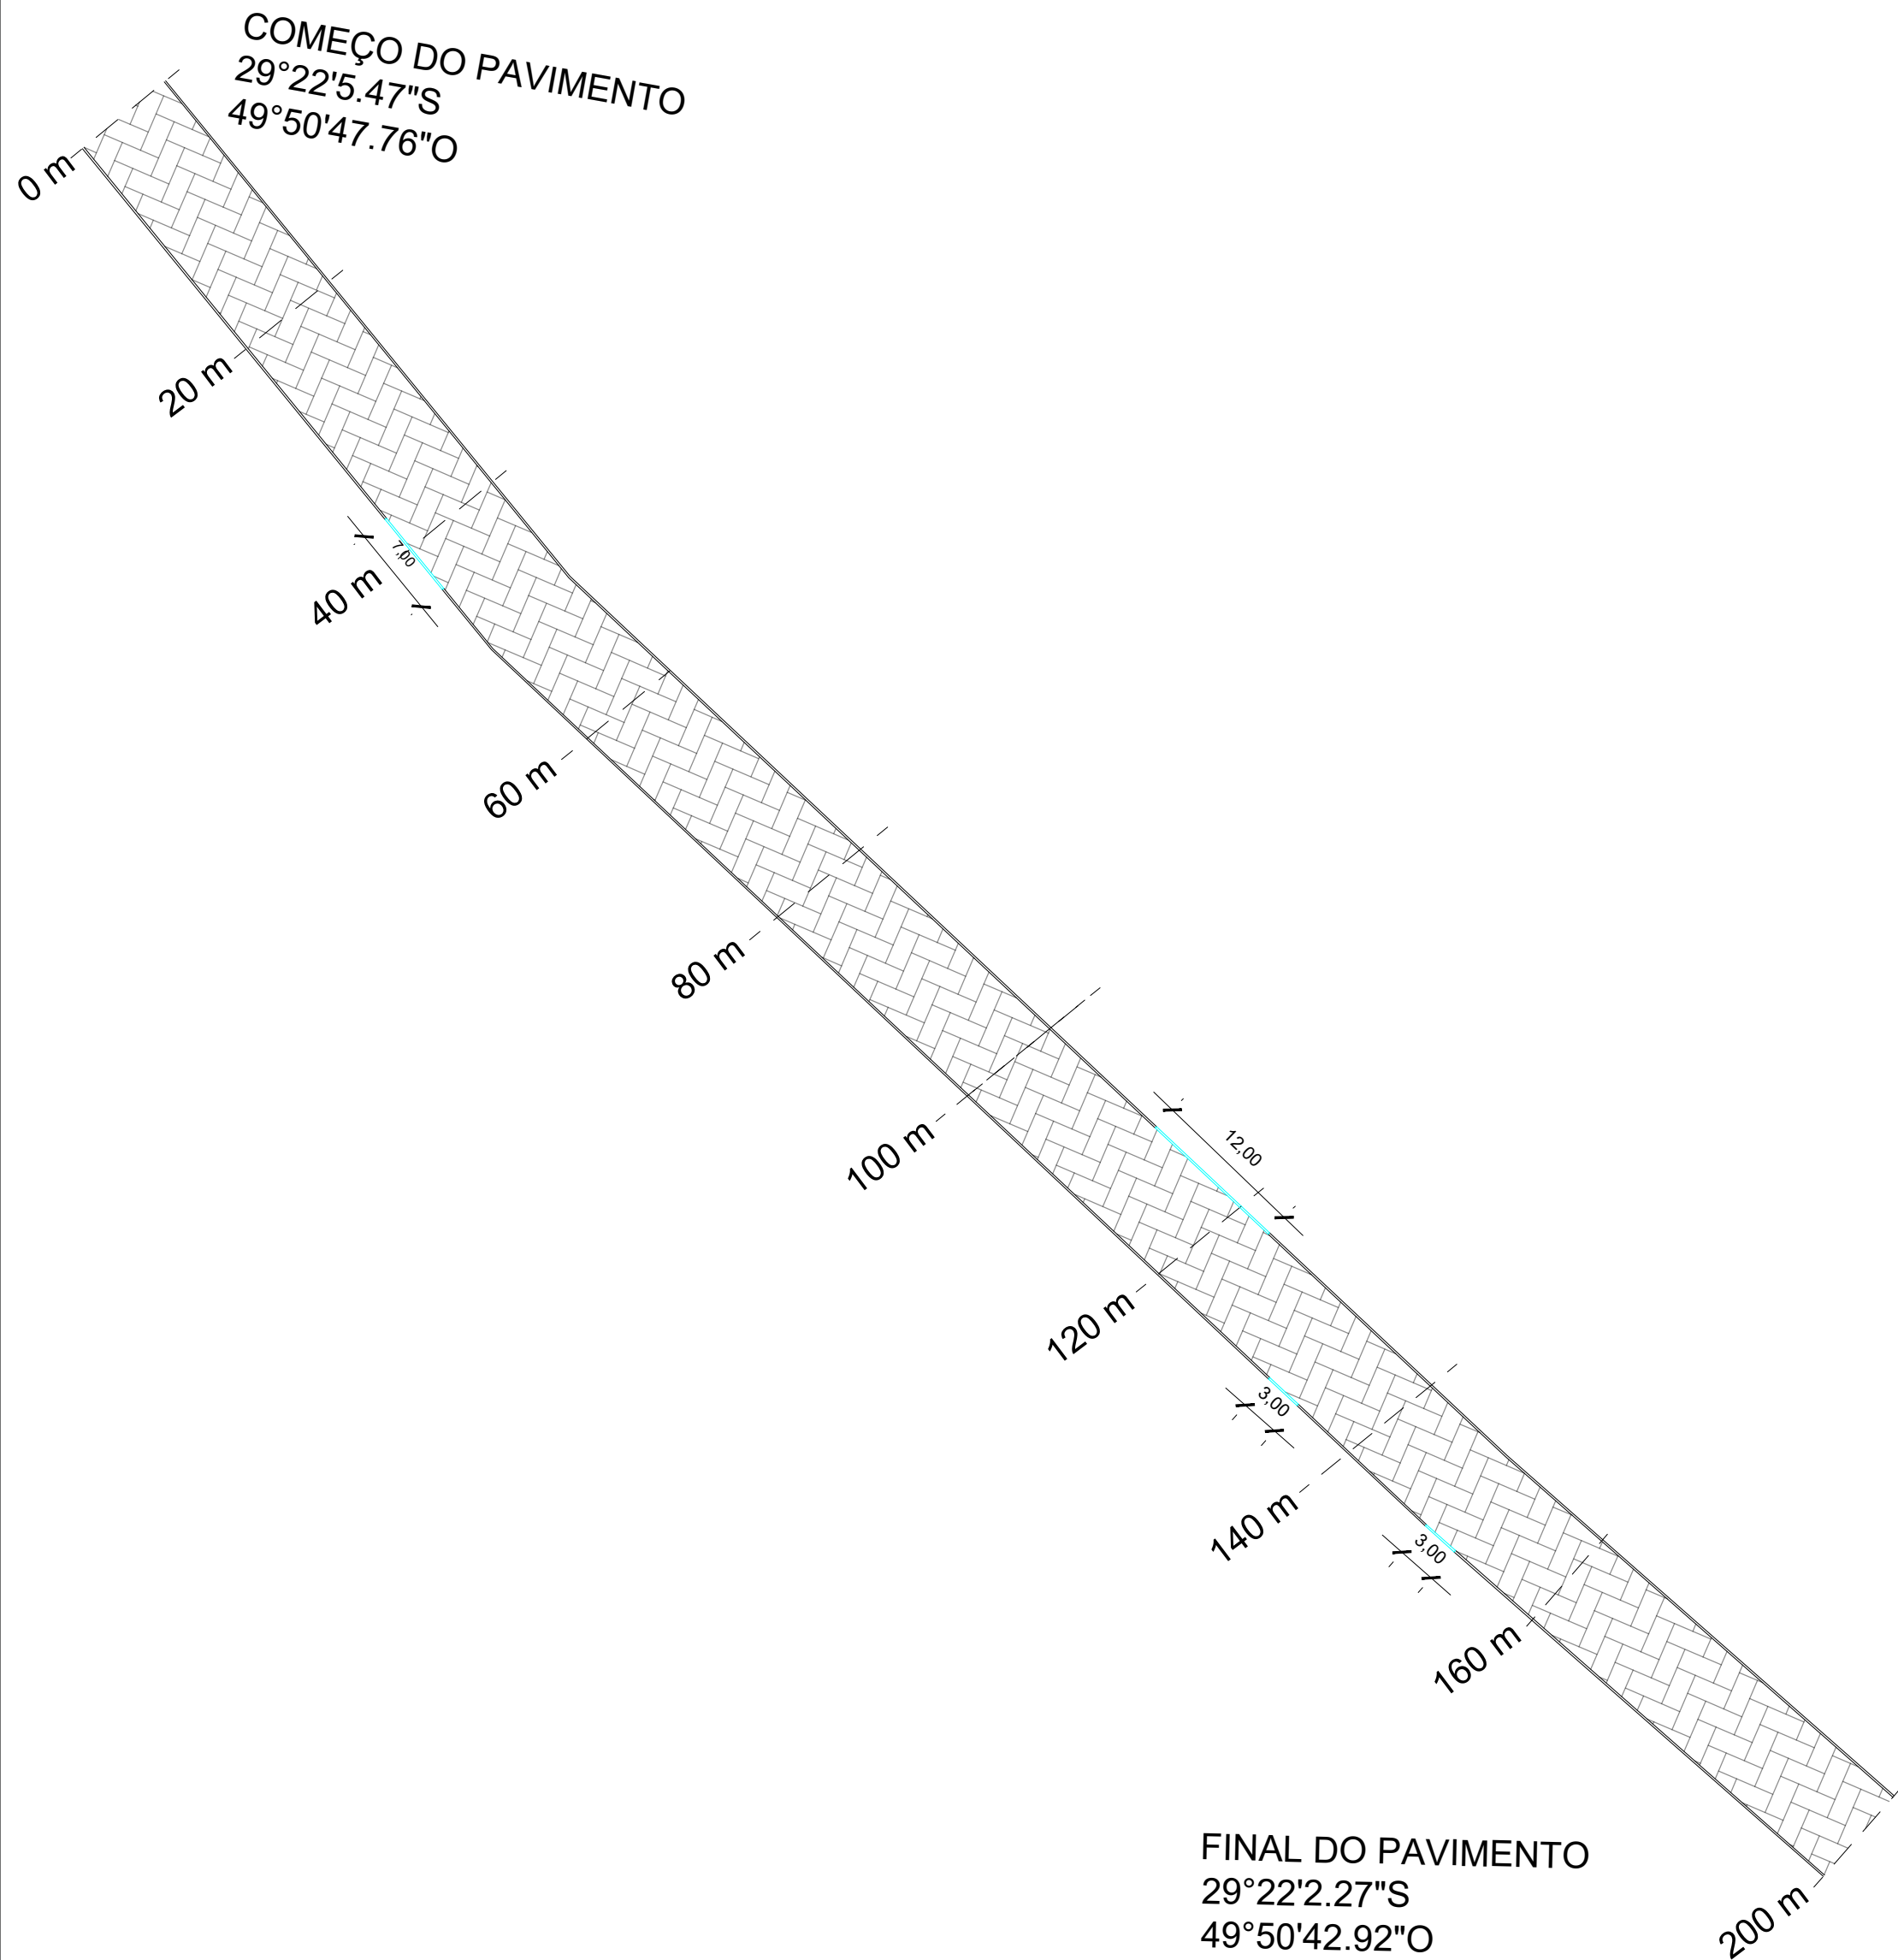 COMEÇO DO PAVIMENTO
29°22'5.47"S
49°50'47.76"O
0 m
20 m
7,00
40 m
60 m
80 m
100 m
12,00
120 m
3,00
140 m
3,00
160 m
FINAL DO PAVIMENTO
29°22'2.27"S
49°50'42.92"O
200 m